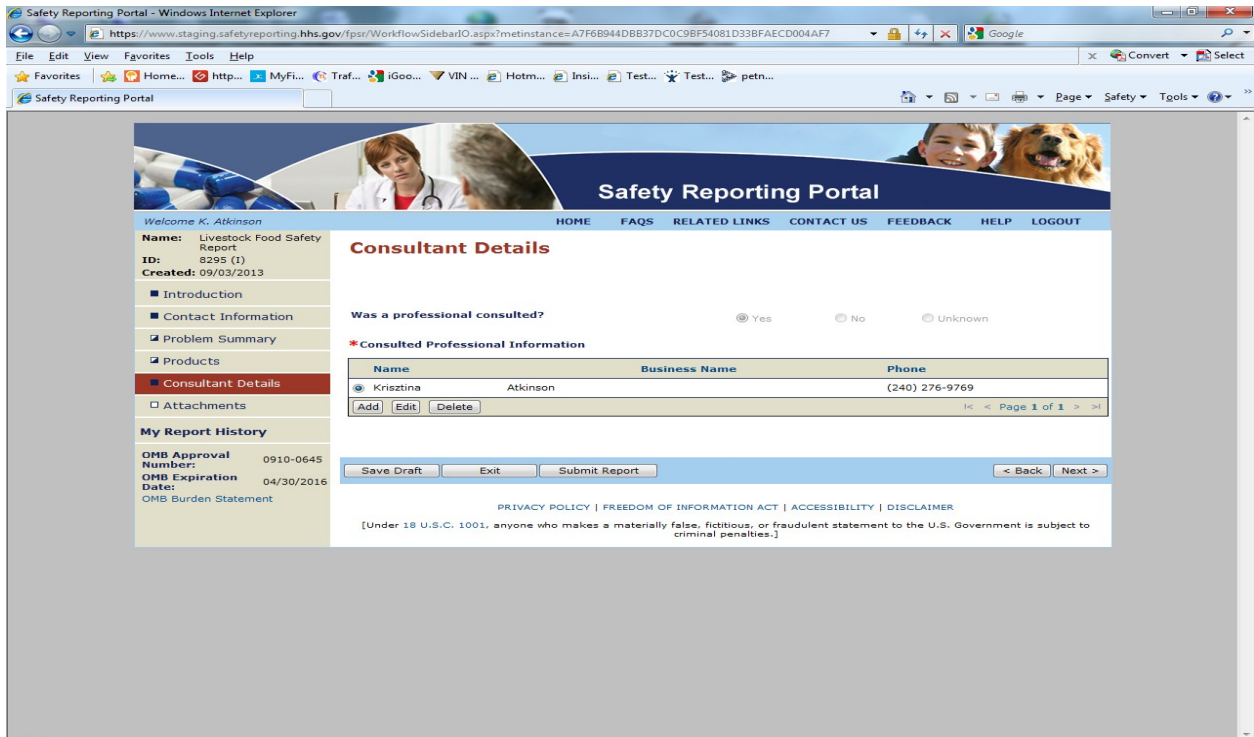 Safety Reporting Portal - Windows Internet Explorer
https://www.staging.safetyreporting.hhs.gov/fpsr/WorkflowSidebarIO.aspx?metinstance=A7F6B944DBB37DC0C9BF54081D33BFAECD004AF7 Google
File Edit View Favorites Tools Help x Convert Select
Favorites Home... http... MyFi... Traf... iGoo... VIN ... Hotm... Insi... Test... Test... petn...
Safety Reporting Portal Page Safety Tools
Safety Reporting Portal
Welcome K. Atkinson HOME FAQS RELATED LINKS CONTACT US FEEDBACK HELP LOGOUT
Name: Livestock Food Safety
Report
ID: 8295 (I)
Created: 09/03/2013
Introduction
Contact Information
Problem Summary
Products
Consultant Details
Attachments
My Report History
OMB Approval
Number: 0910-0645
OMB Expiration
Date: 04/30/2016
OMB Burden Statement
Consultant Details
Was a professional consulted? Yes No Unknown
*Consulted Professional Information
Name Business Name Phone
Krisztina Atkinson (240) 276-9769
Add Edit Delete |< < Page 1 of 1 > >|
Save Draft Exit Submit Report < Back Next >
PRIVACY POLICY | FREEDOM OF INFORMATION ACT | ACCESSIBILITY | DISCLAIMER
[Under 18 U.S.C. 1001, anyone who makes a materially false, fictitious, or fraudulent statement to the U.S. Government is subject to
criminal penalties.]